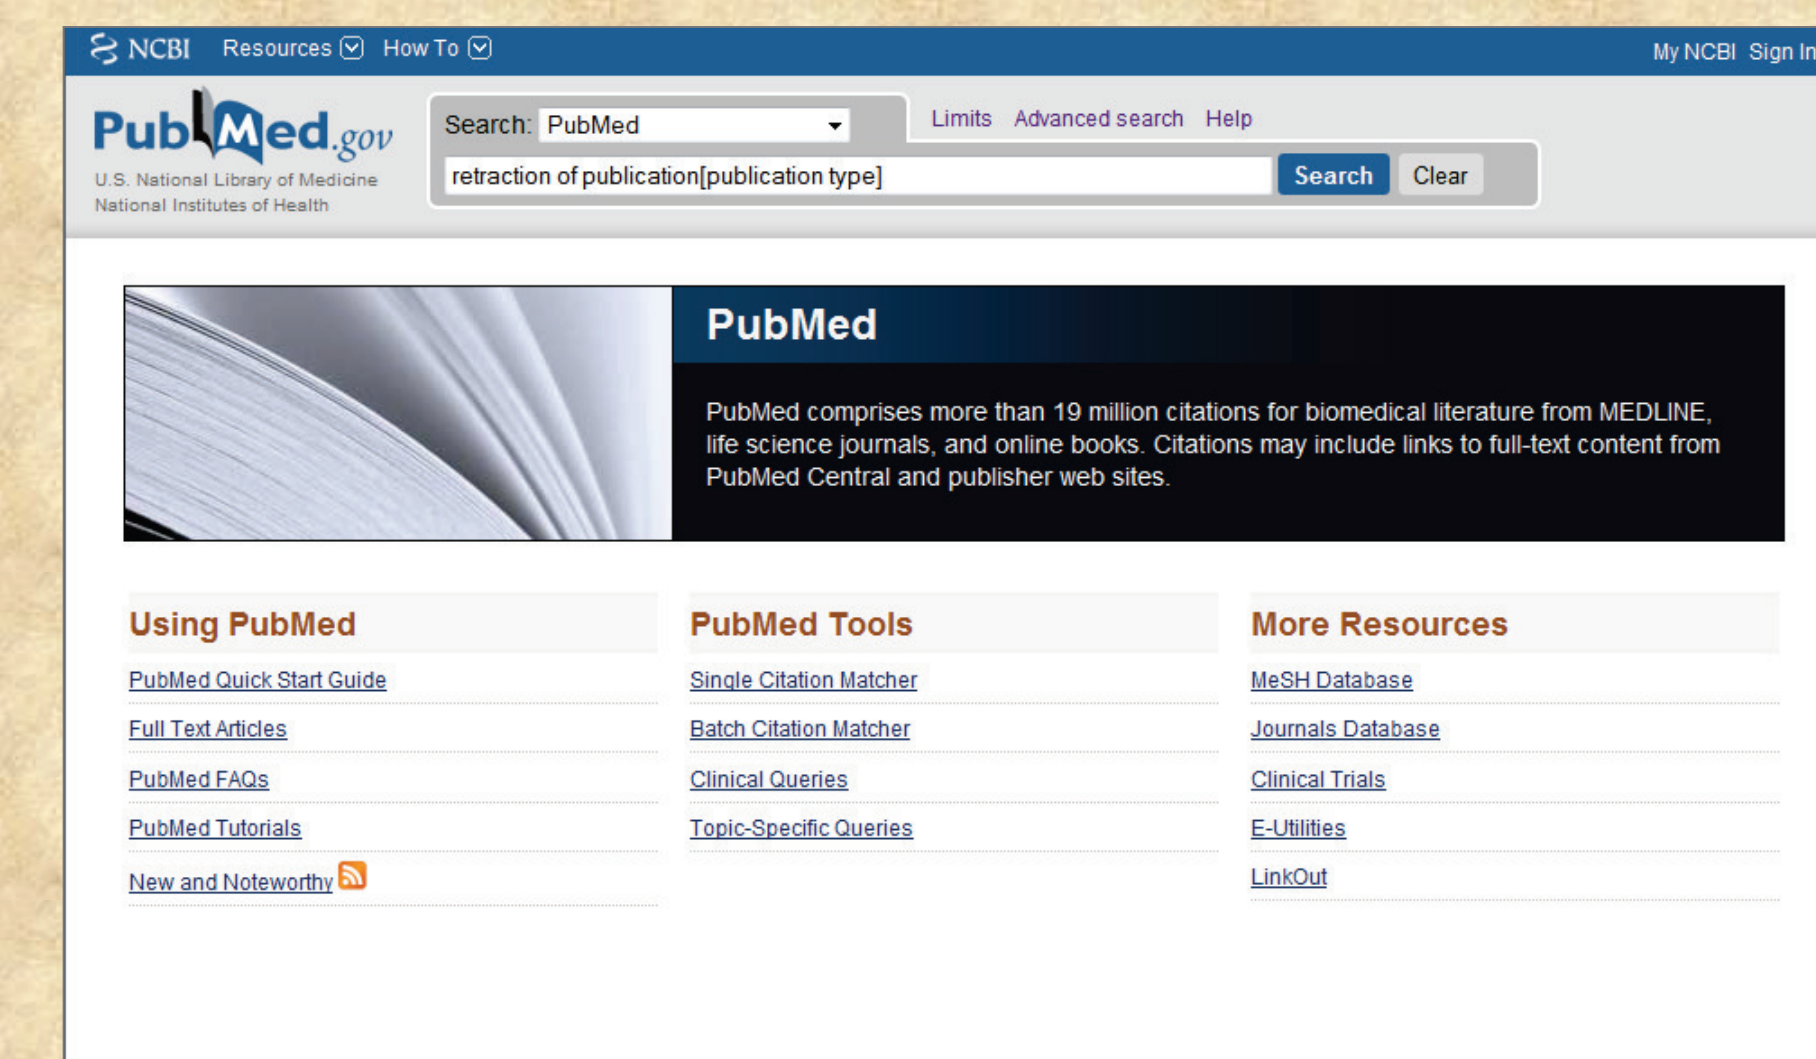 NCBI Resources How To My NCBI Sign In
PubMed.gov
U.S. National Library of Medicine
National Institutes of Health
Search: PubMed
Limits Advanced search Help
retraction of publication[publication type]
Search Clear
PubMed
PubMed comprises more than 19 million citations for biomedical literature from MEDLINE,
life science journals, and online books. Citations may include links to full-text content from
PubMed Central and publisher web sites.
Using PubMed
PubMed Quick Start Guide
Full Text Articles
PubMed FAQs
PubMed Tutorials
New and Noteworthy
PubMed Tools
Single Citation Matcher
Batch Citation Matcher
Clinical Queries
Topic-Specific Queries
More Resources
MeSH Database
Journals Database
Clinical Trials
E-Utilities
LinkOut